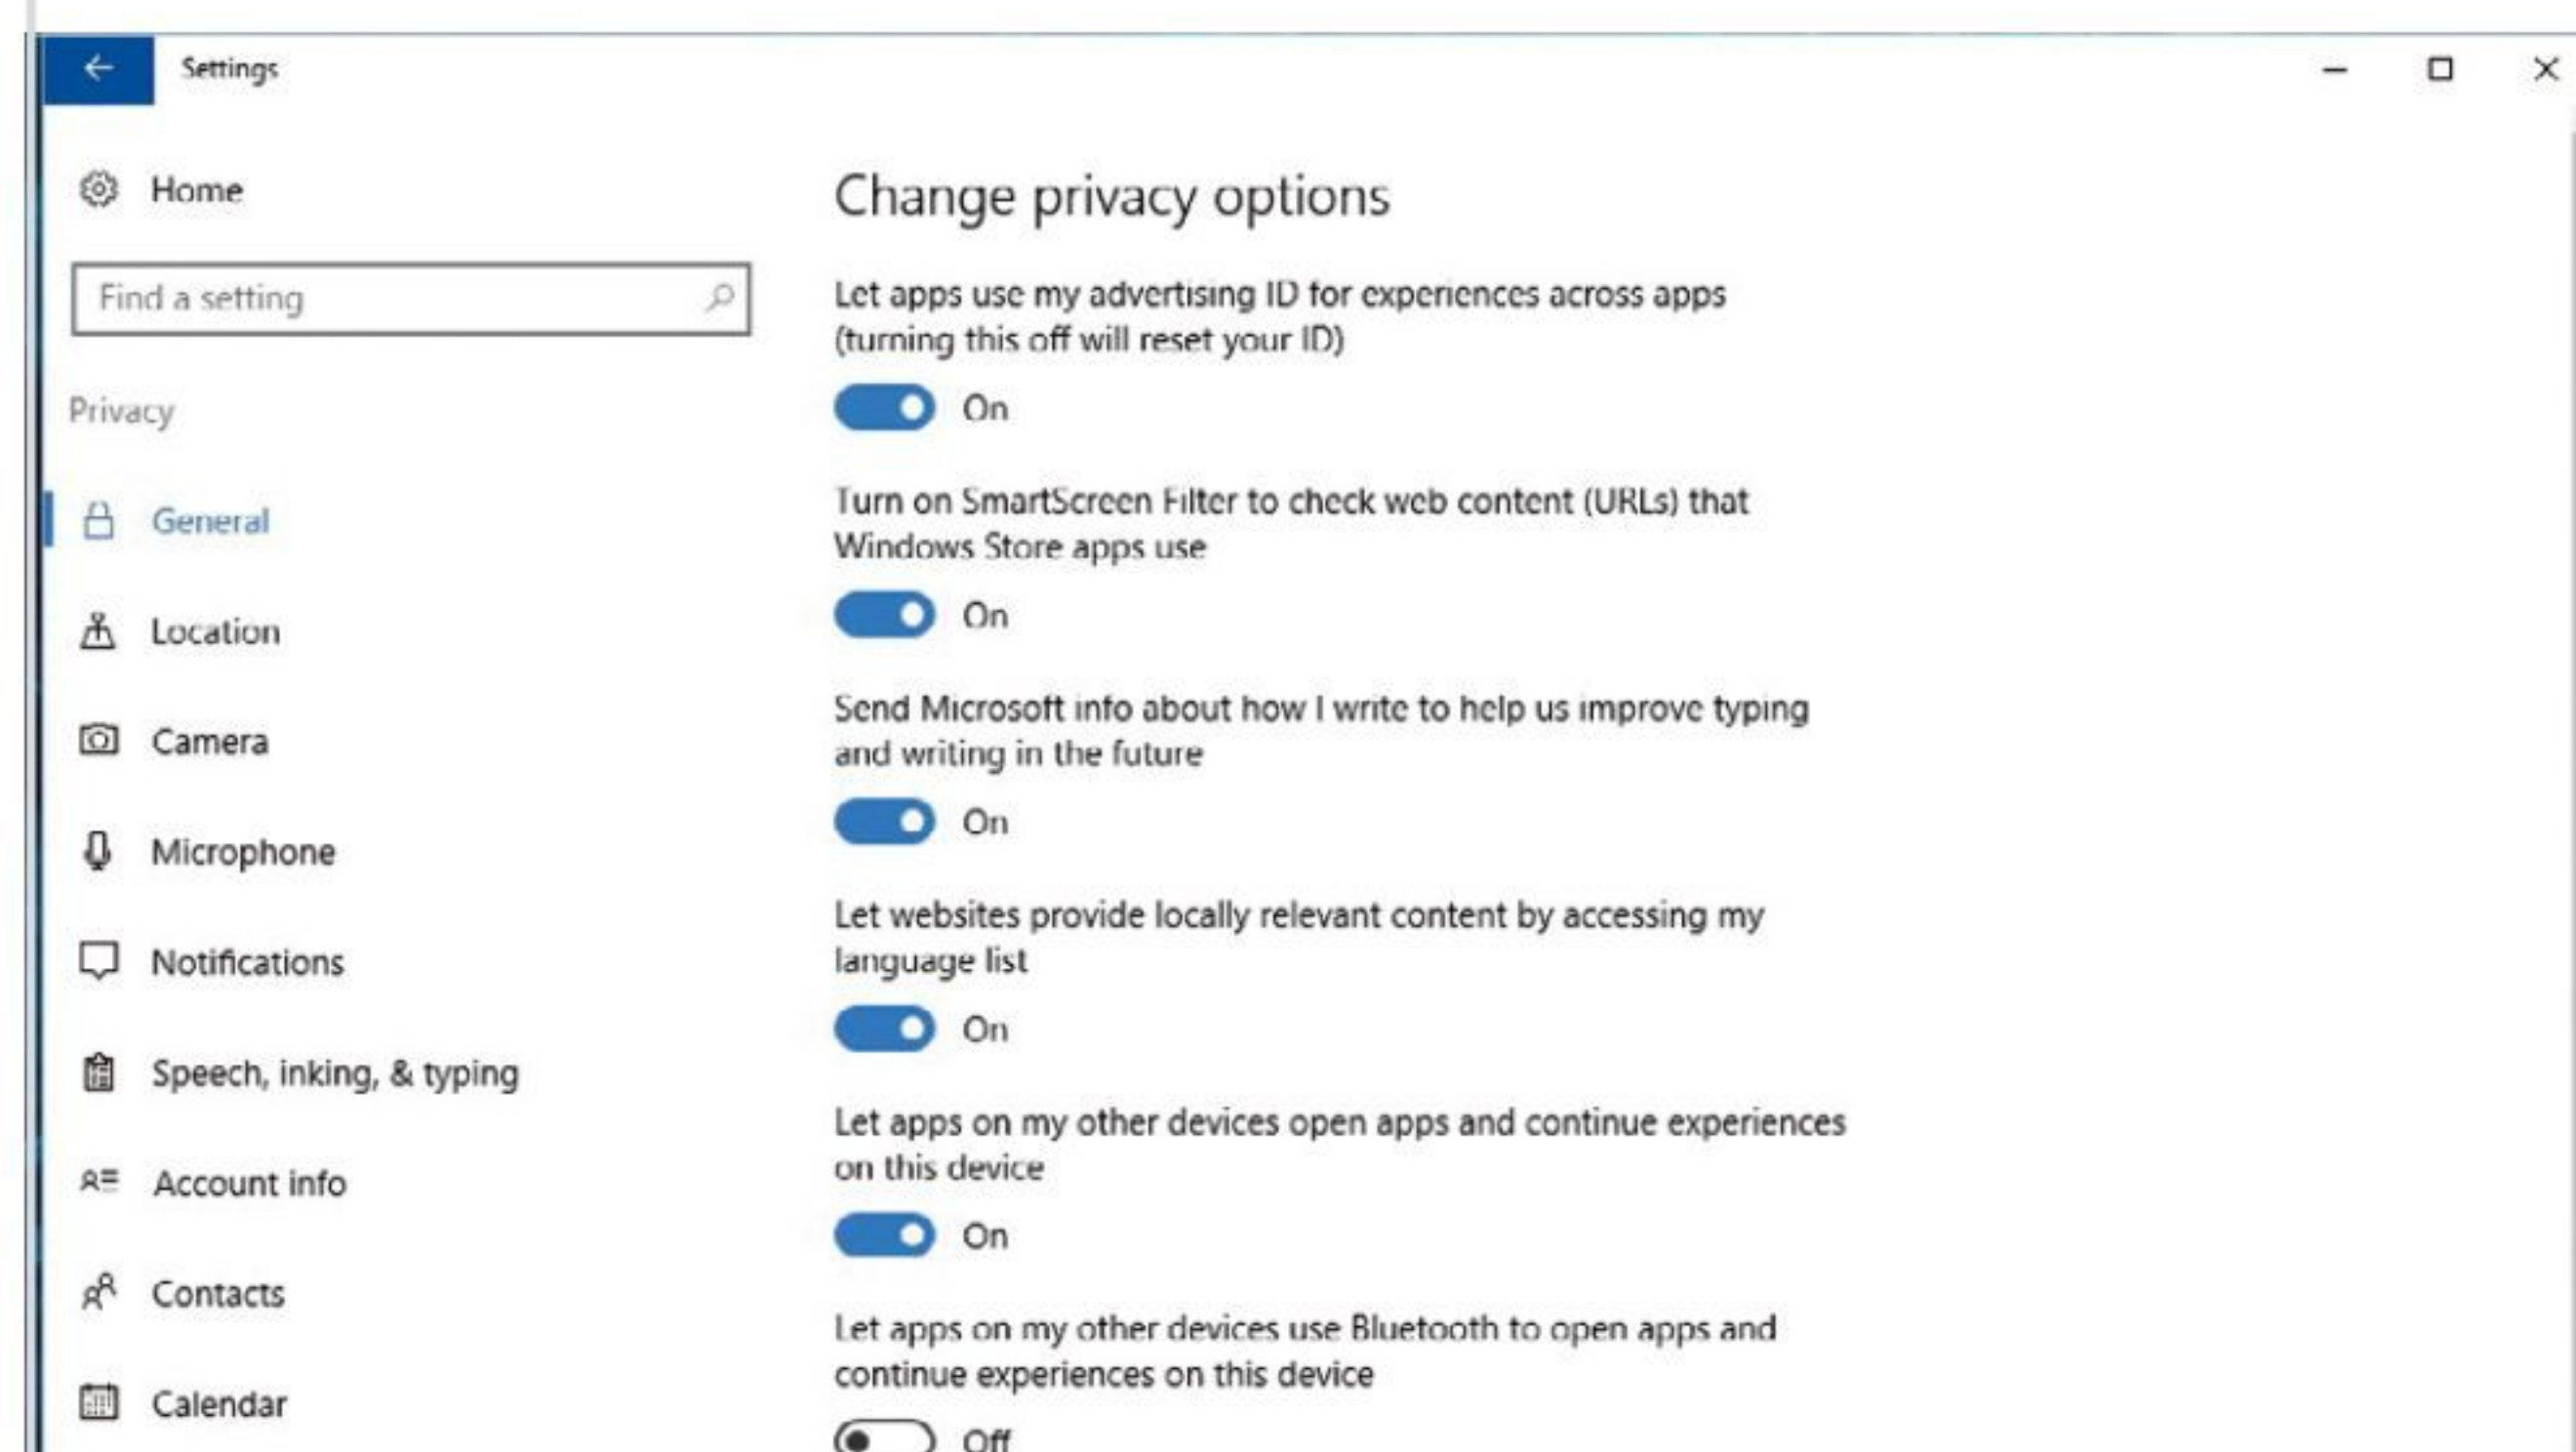 Settings
Home
Find a setting
Privacy
General
Location
Camera
Microphone
Notifications
Speech, inking, & typing
Account info
Contacts
Calendar
Change privacy options
Let apps use my advertising ID for experiences across apps
(turning this off will reset your ID)
On
Turn on SmartScreen Filter to check web content (URLs) that
Windows Store apps use
On
Send Microsoft info about how I write to help us improve typing
and writing in the future
On
Let websites provide locally relevant content by accessing my
language list
On
Let apps on my other devices open apps and continue experiences
on this device
On
Let apps on my other devices use Bluetooth to open apps and
continue experiences on this device
Off